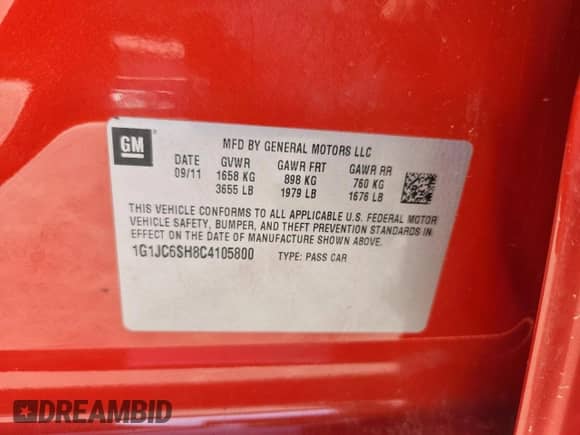 GM
MFD BY GENERAL MOTORS LLC
DATE GVWR GAWR FRT GAWR RR
09/11 1658 KG 898 KG 760 KG
3655 LB 1979 LB 1676 LB
THIS VEHICLE CONFORMS TO ALL APPLICABLE U.S. FEDERAL MOTOR
VEHICLE SAFETY, BUMPER, AND THEFT PREVENTION STANDARDS
IN EFFECT ON THE DATE OF MANUFACTURE SHOWN ABOVE.
1G1JC6SH8C4105800 TYPE: PASS CAR
DREAMBID